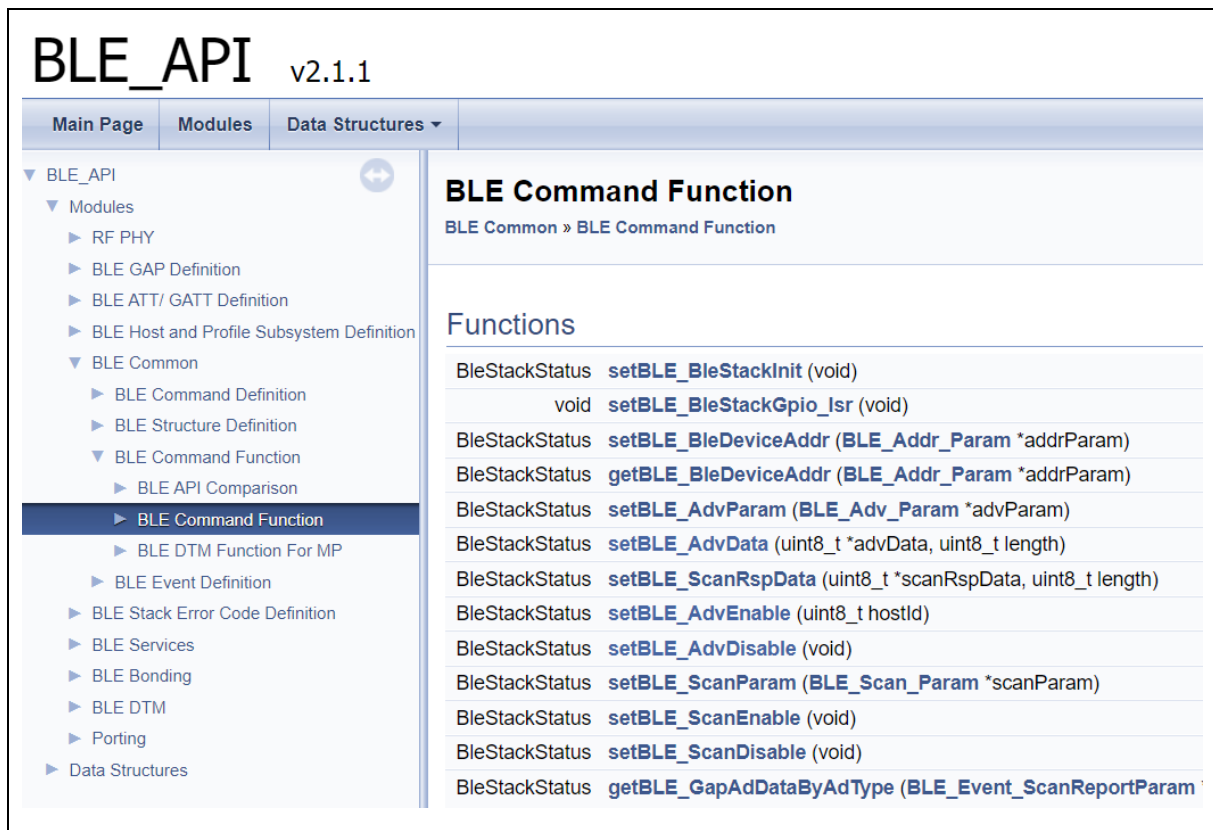 BLE_API v2.1.1
Main Page Modules Data Structures
BLE_API
Modules
RF PHY
BLE GAP Definition
BLE ATT/ GATT Definition
BLE Host and Profile Subsystem Definition
BLE Common
BLE Command Definition
BLE Structure Definition
BLE Command Function
BLE API Comparison
BLE Command Function
BLE DTM Function For MP
BLE Event Definition
BLE Stack Error Code Definition
BLE Services
BLE Bonding
BLE DTM
Porting
Data Structures
BLE Command Function
BLE Common » BLE Command Function
Functions
BleStackStatus setBLE_BleStackInit (void)
void setBLE_BleStackGpio_Isr (void)
BleStackStatus setBLE_BleDeviceAddr (BLE_Addr_Param *addrParam)
BleStackStatus getBLE_BleDeviceAddr (BLE_Addr_Param *addrParam)
BleStackStatus setBLE_AdvParam (BLE_Adv_Param *advParam)
BleStackStatus setBLE_AdvData (uint8_t *advData, uint8_t length)
BleStackStatus setBLE_ScanRspData (uint8_t *scanRspData, uint8_t length)
BleStackStatus setBLE_AdvEnable (uint8_t hostId)
BleStackStatus setBLE_AdvDisable (void)
BleStackStatus setBLE_ScanParam (BLE_Scan_Param *scanParam)
BleStackStatus setBLE_ScanEnable (void)
BleStackStatus setBLE_ScanDisable (void)
BleStackStatus getBLE_GapAdDataByAdType (BLE_Event_ScanReportParam *